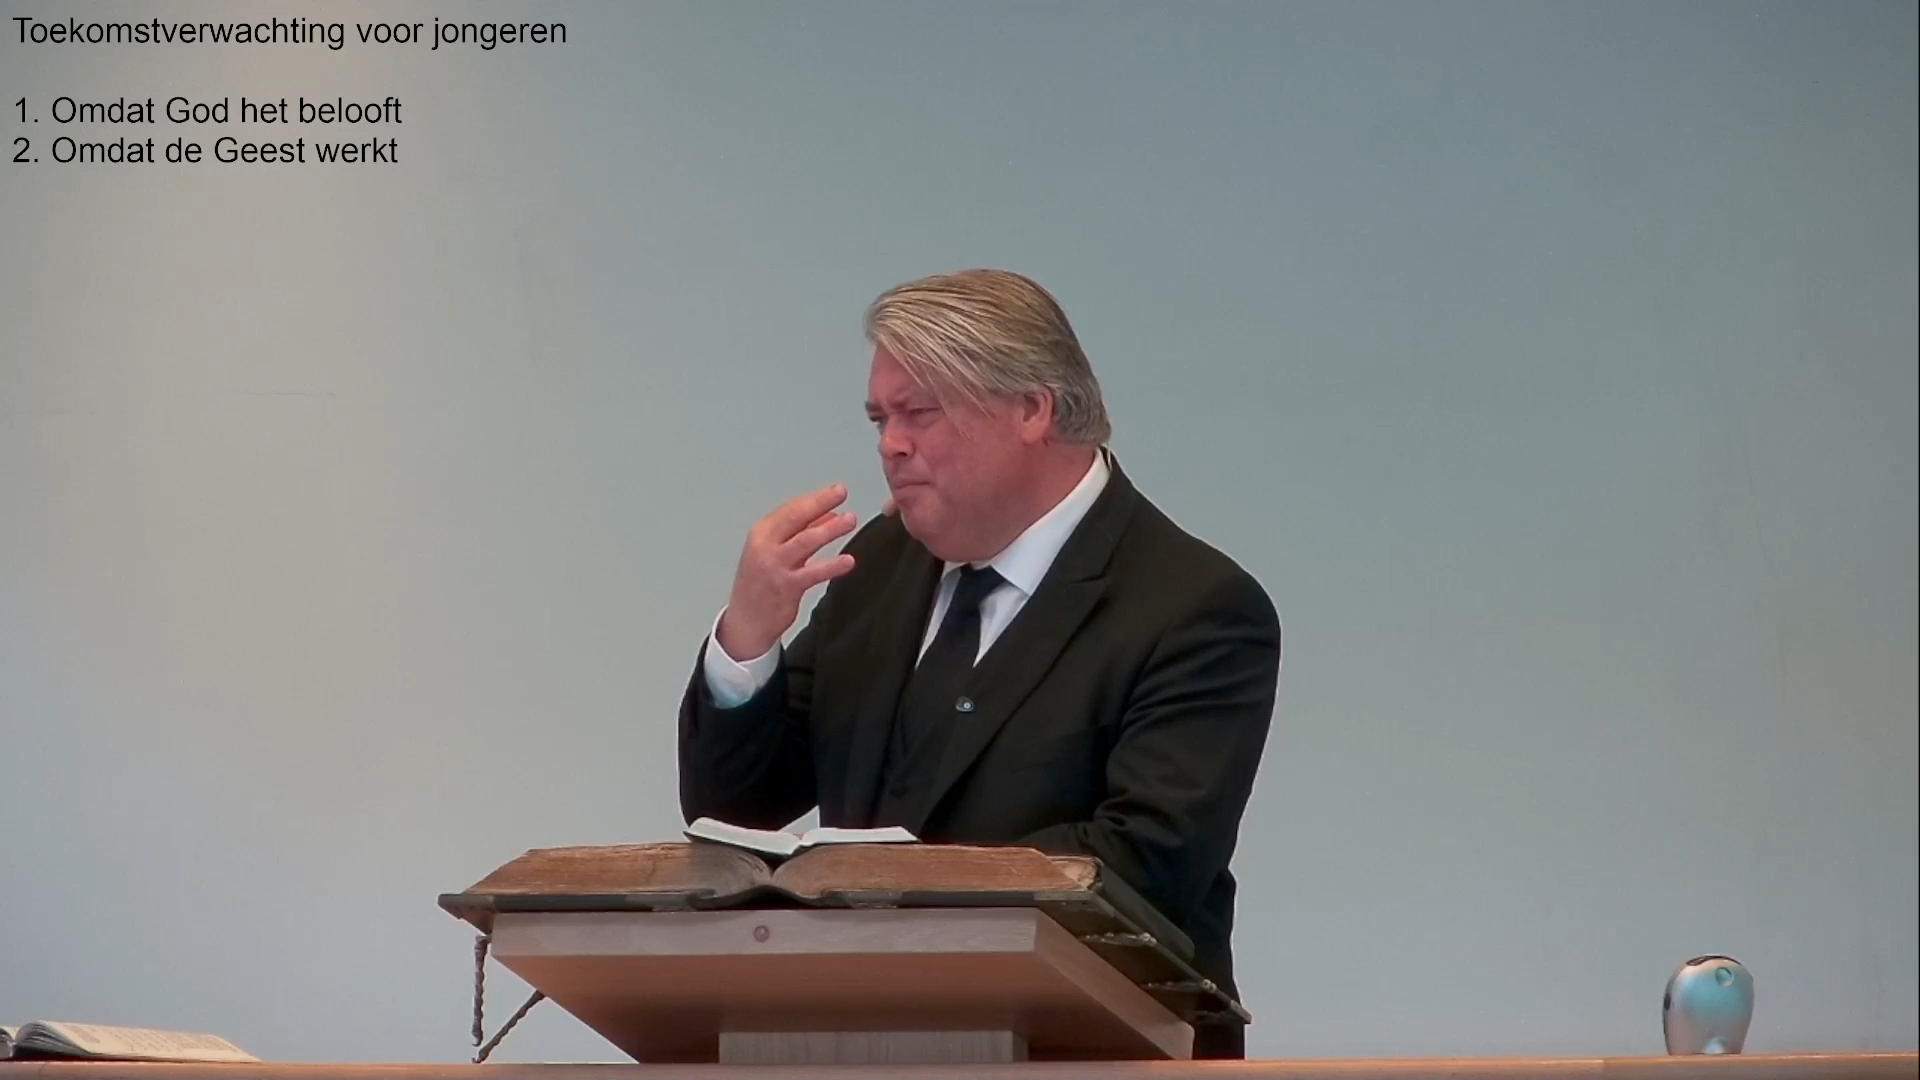 Toekomstverwachting voor jongeren
1. Omdat God het belooft
2. Omdat de Geest werkt